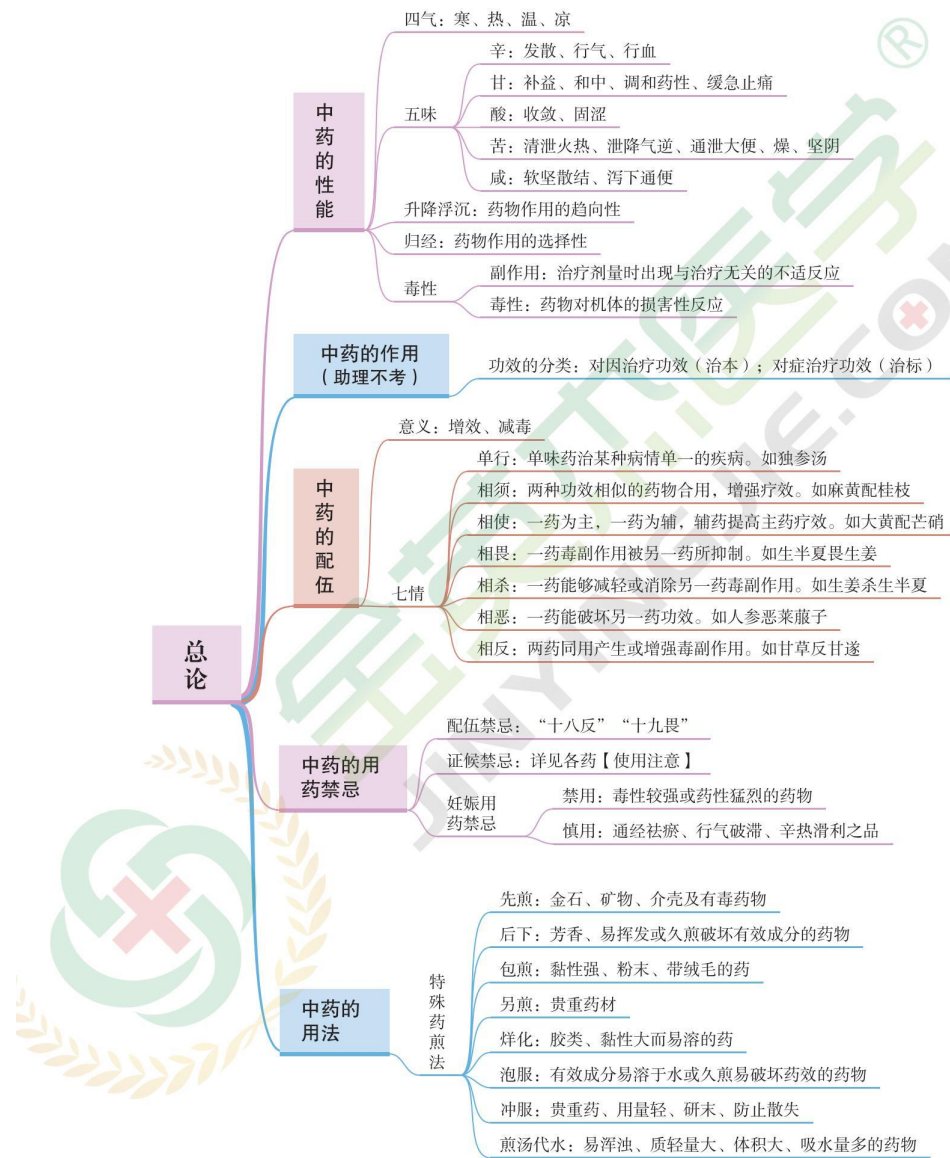 四气：寒、热、温、凉
辛：发散、行气、行血
甘：补益、和中、调和药性、缓急止痛
中药的性能
五味
酸：收敛、固涩
苦：清泄火热、泄降气逆、通泄大便、燥、坚阴
咸：软坚散结、泻下通便
升降浮沉：药物作用的趋向性
归经：药物作用的选择性
毒性
副作用：治疗剂量时出现与治疗无关的不适反应
毒性：药物对机体的损害性反应
中药的作用
（助理不考）
功效的分类：对因治疗功效（治本）；对症治疗功效（治标）
意义：增效、减毒
中药的配伍
七情
单行：单味药治某种病情单一的疾病。如独参汤
相须：两种功效相似的药物合用，增强疗效。如麻黄配桂枝
相使：一药为主，一药为辅，辅药提高主药疗效。如大黄配芒硝
相畏：一药毒副作用被另一药所抑制。如生半夏畏生姜
相杀：一药能够减轻或消除另一药毒副作用。如生姜杀生半夏
相恶：一药能破坏另一药功效。如人参恶莱菔子
相反：两药同用产生或增强毒副作用。如甘草反甘遂
总论
中药的用
药禁忌
配伍禁忌：“十八反”“十九畏”
证候禁忌：详见各药【使用注意】
妊娠用
药禁忌
禁用：毒性较强或药性猛烈的药物
慎用：通经祛瘀、行气破滞、辛热滑利之品
中药的
用法
特殊药煎法
先煎：金石、矿物、介壳及有毒药物
后下：芳香、易挥发或久煎破坏有效成分的药物
包煎：黏性强、粉末、带绒毛的药
另煎：贵重药材
烊化：胶类、黏性大而易溶的药
泡服：有效成分易溶于水或久煎易破坏药效的药物
冲服：贵重药、用量轻、研末、防止散失
煎汤代水：易浑浊、质轻量大、体积大、吸水量多的药物
金英杰医学
®
JINYINGJIE.COM